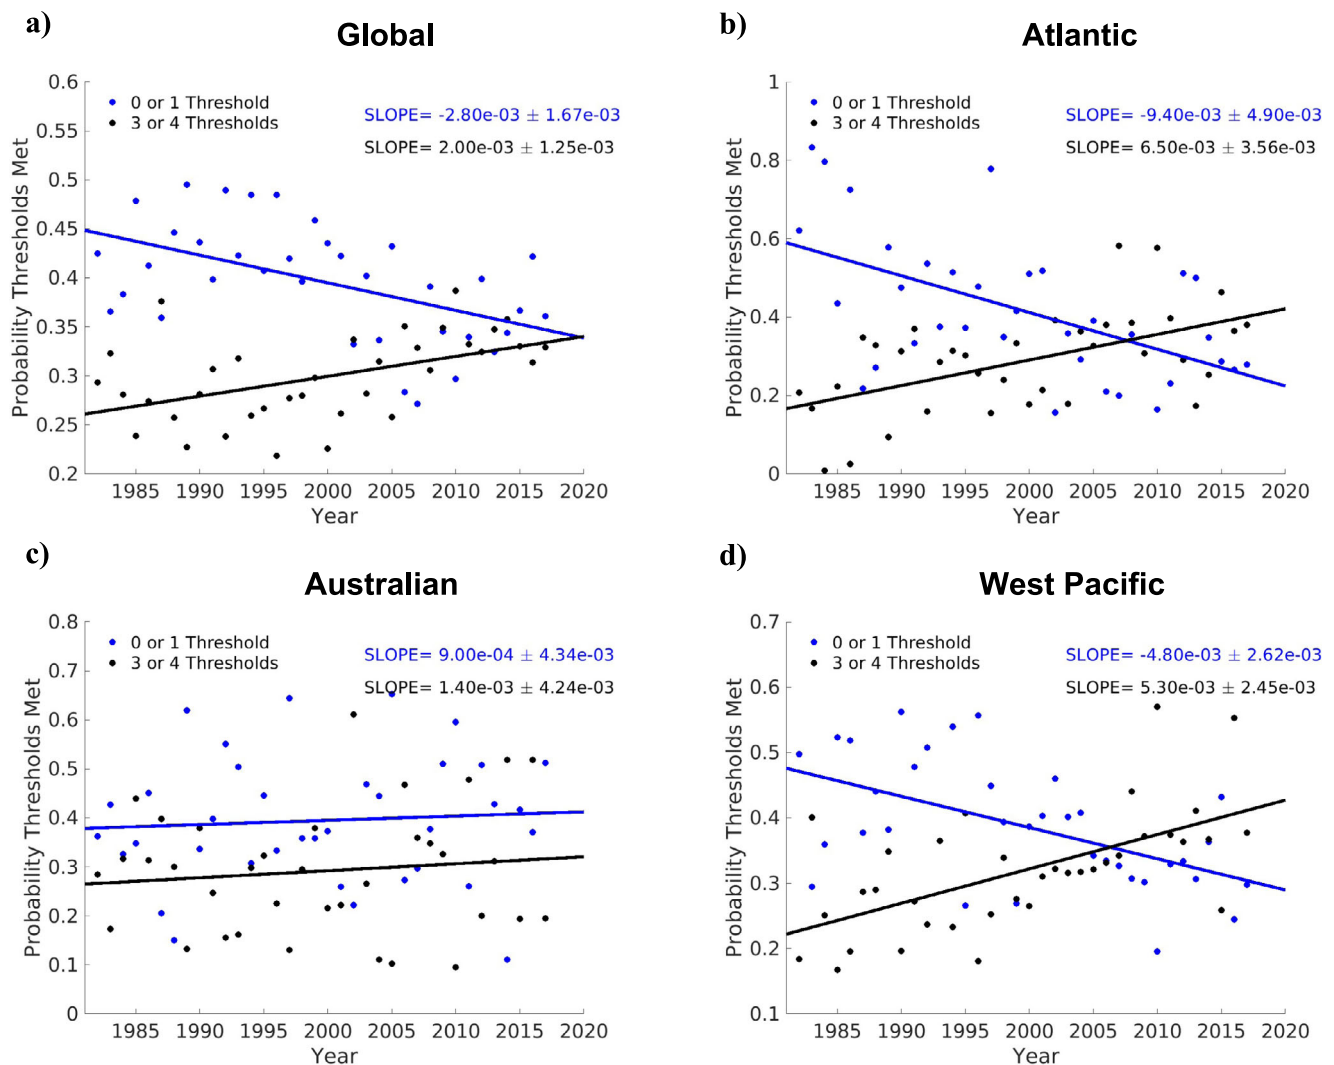 a)
Global
0.6
0.55
0.5
0.45
0.4
0.35
0.3
0.25
0.2
Probability Thresholds Met
0 or 1 Threshold
3 or 4 Thresholds
SLOPE= -2.80e-03 ± 1.67e-03
SLOPE= 2.00e-03 ± 1.25e-03
1985 1990 1995 2000 2005 2010 2015 2020
Year
b)
Atlantic
1
0.8
0.6
0.4
0.2
0
Probability Thresholds Met
0 or 1 Threshold
3 or 4 Thresholds
SLOPE= -9.40e-03 ± 4.90e-03
SLOPE= 6.50e-03 ± 3.56e-03
1985 1990 1995 2000 2005 2010 2015 2020
Year
c)
Australian
0.8
0.7
0.6
0.5
0.4
0.3
0.2
0.1
0
Probability Thresholds Met
0 or 1 Threshold
3 or 4 Thresholds
SLOPE= 9.00e-04 ± 4.34e-03
SLOPE= 1.40e-03 ± 4.24e-03
1985 1990 1995 2000 2005 2010 2015 2020
Year
d)
West Pacific
0.7
0.6
0.5
0.4
0.3
0.2
0.1
Probability Thresholds Met
0 or 1 Threshold
3 or 4 Thresholds
SLOPE= -4.80e-03 ± 2.62e-03
SLOPE= 5.30e-03 ± 2.45e-03
1985 1990 1995 2000 2005 2010 2015 2020
Year